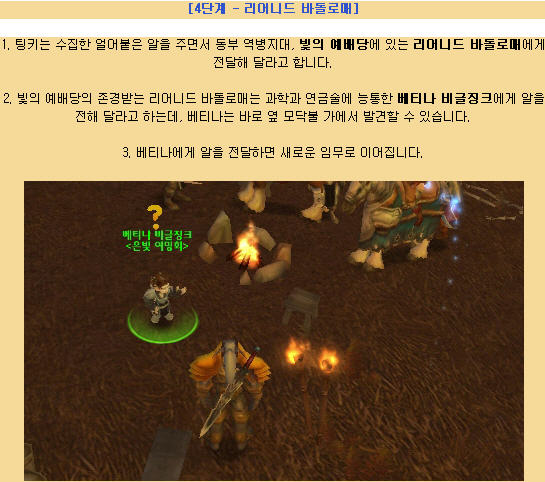 [4단계 - 리어니드 바돌로매]
1. 팅키는 수집한 얼어붙은 알을 주면서 동부 역병지대, 빛의 예배당에 있는 리어니드 바돌로매에게
전달해 달라고 합니다.
2. 빛의 예배당의 존경받는 리어니드 바돌로매는 과학과 연금술에 능통한 베티나 비글징크에게 알을
전해 달라고 하는데, 베티나는 바로 옆 모닥불 가에서 발견할 수 있습니다.
3. 베티나에게 알을 전달하면 새로운 임무로 이어집니다.
?
베티나 비글징크
<은빛 여명회>